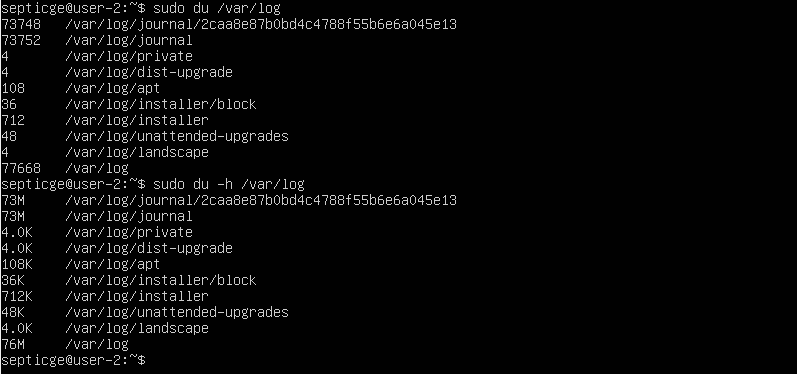 septicge@user-2:~$ sudo du /var/log
73748 /var/log/journal/2caa8e87b0bd4c4788f55b6e6a045e13
73752 /var/log/journal
4 /var/log/private
4 /var/log/dist-upgrade
108 /var/log/apt
36 /var/log/installer/block
712 /var/log/installer
48 /var/log/unattended-upgrades
4 /var/log/landscape
77668 /var/log
septicge@user-2:~$ sudo du -h /var/log
73M /var/log/journal/2caa8e87b0bd4c4788f55b6e6a045e13
73M /var/log/journal
4.0K /var/log/private
4.0K /var/log/dist-upgrade
108K /var/log/apt
36K /var/log/installer/block
712K /var/log/installer
48K /var/log/unattended-upgrades
4.0K /var/log/landscape
76M /var/log
septicge@user-2:~$